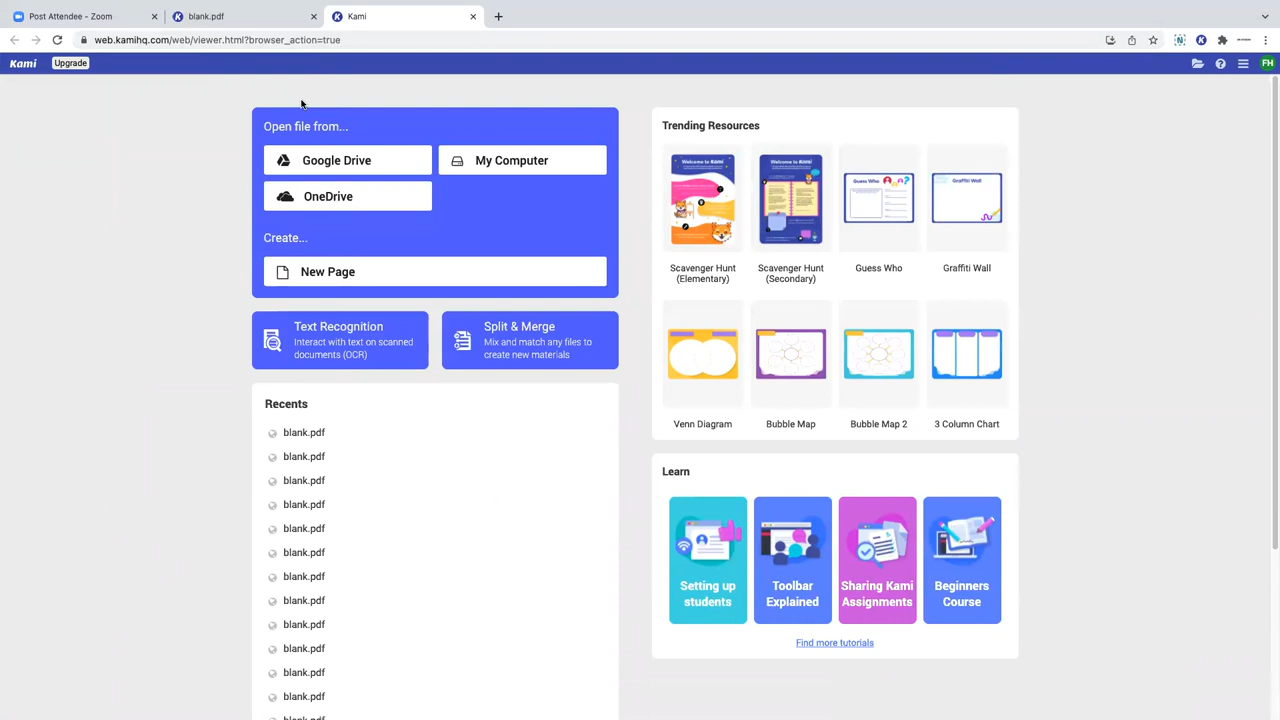 Post Attendee - Zoom
blank.pdf
Kami
web.kamihq.com/web/viewer.html?browser_action=true
Kami
Upgrade
FH
Open file from...
Google Drive
My Computer
OneDrive
Create...
New Page
Text Recognition
Interact with text on scanned
documents (OCR)
Split & Merge
Mix and match any files to
create new materials
Recents
blank.pdf
blank.pdf
blank.pdf
blank.pdf
blank.pdf
blank.pdf
blank.pdf
blank.pdf
blank.pdf
blank.pdf
blank.pdf
blank.pdf
Trending Resources
Welcome to Kami
Welcome to Kami
Guess Who
Graffiti Wall
Scavenger Hunt
(Elementary)
Scavenger Hunt
(Secondary)
Guess Who
Graffiti Wall
Venn Diagram
Bubble Map
Bubble Map 2
3 Column Chart
Learn
Setting up
students
Toolbar
Explained
Sharing Kami
Assignments
Beginners
Course
Find more tutorials